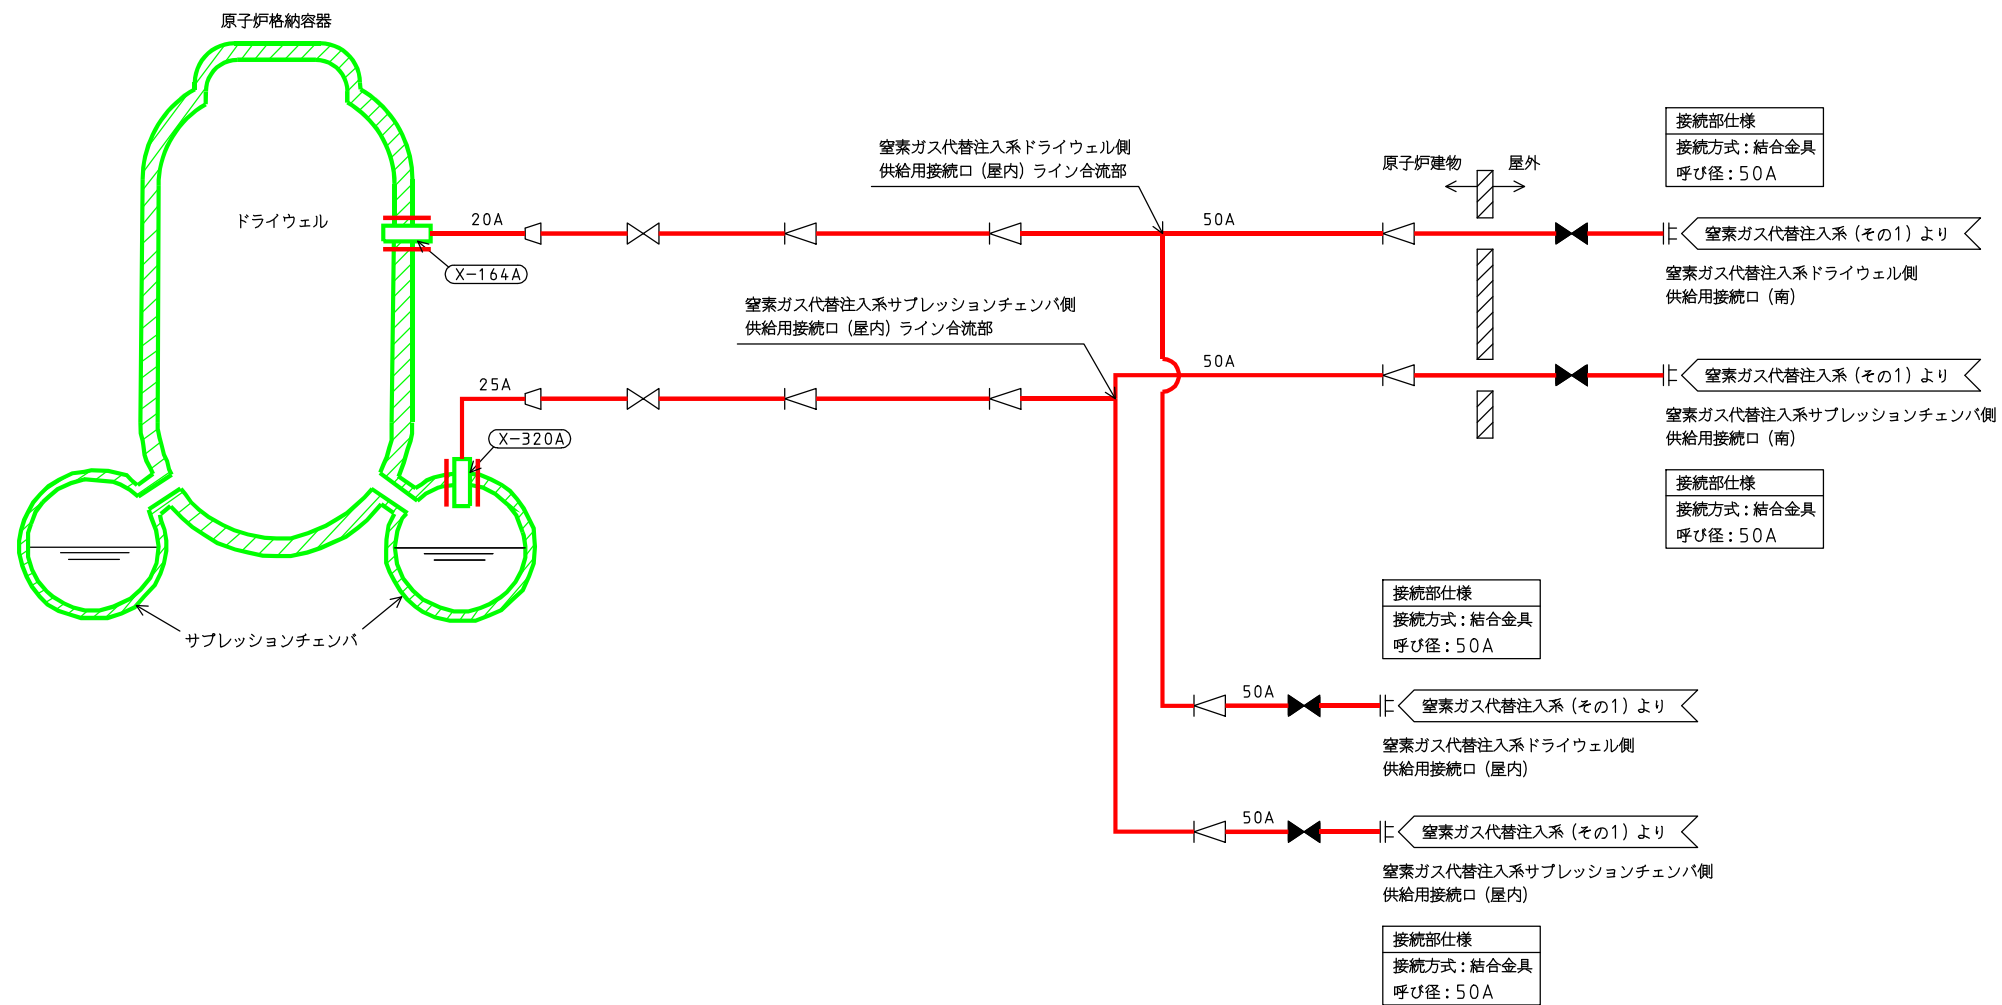 原子炉格納容器
ドライウェル
20A
X-164A
窒素ガス代替注入系ドライウェル側
供給用接続口（屋内）ライン合流部
50A
原子炉建物
屋外
接続部仕様
接続方式：結合金具
呼び径：50A
窒素ガス代替注入系（その1）より
窒素ガス代替注入系ドライウェル側
供給用接続口（南）
窒素ガス代替注入系サプレッションチェンバ側
供給用接続口（屋内）ライン合流部
50A
窒素ガス代替注入系（その1）より
25A
X-320A
窒素ガス代替注入系サプレッションチェンバ側
供給用接続口（南）
接続部仕様
接続方式：結合金具
呼び径：50A
サプレッションチェンバ
接続部仕様
接続方式：結合金具
呼び径：50A
50A
窒素ガス代替注入系（その1）より
窒素ガス代替注入系ドライウェル側
供給用接続口（屋内）
50A
窒素ガス代替注入系（その1）より
窒素ガス代替注入系サプレッションチェンバ側
供給用接続口（屋内）
接続部仕様
接続方式：結合金具
呼び径：50A